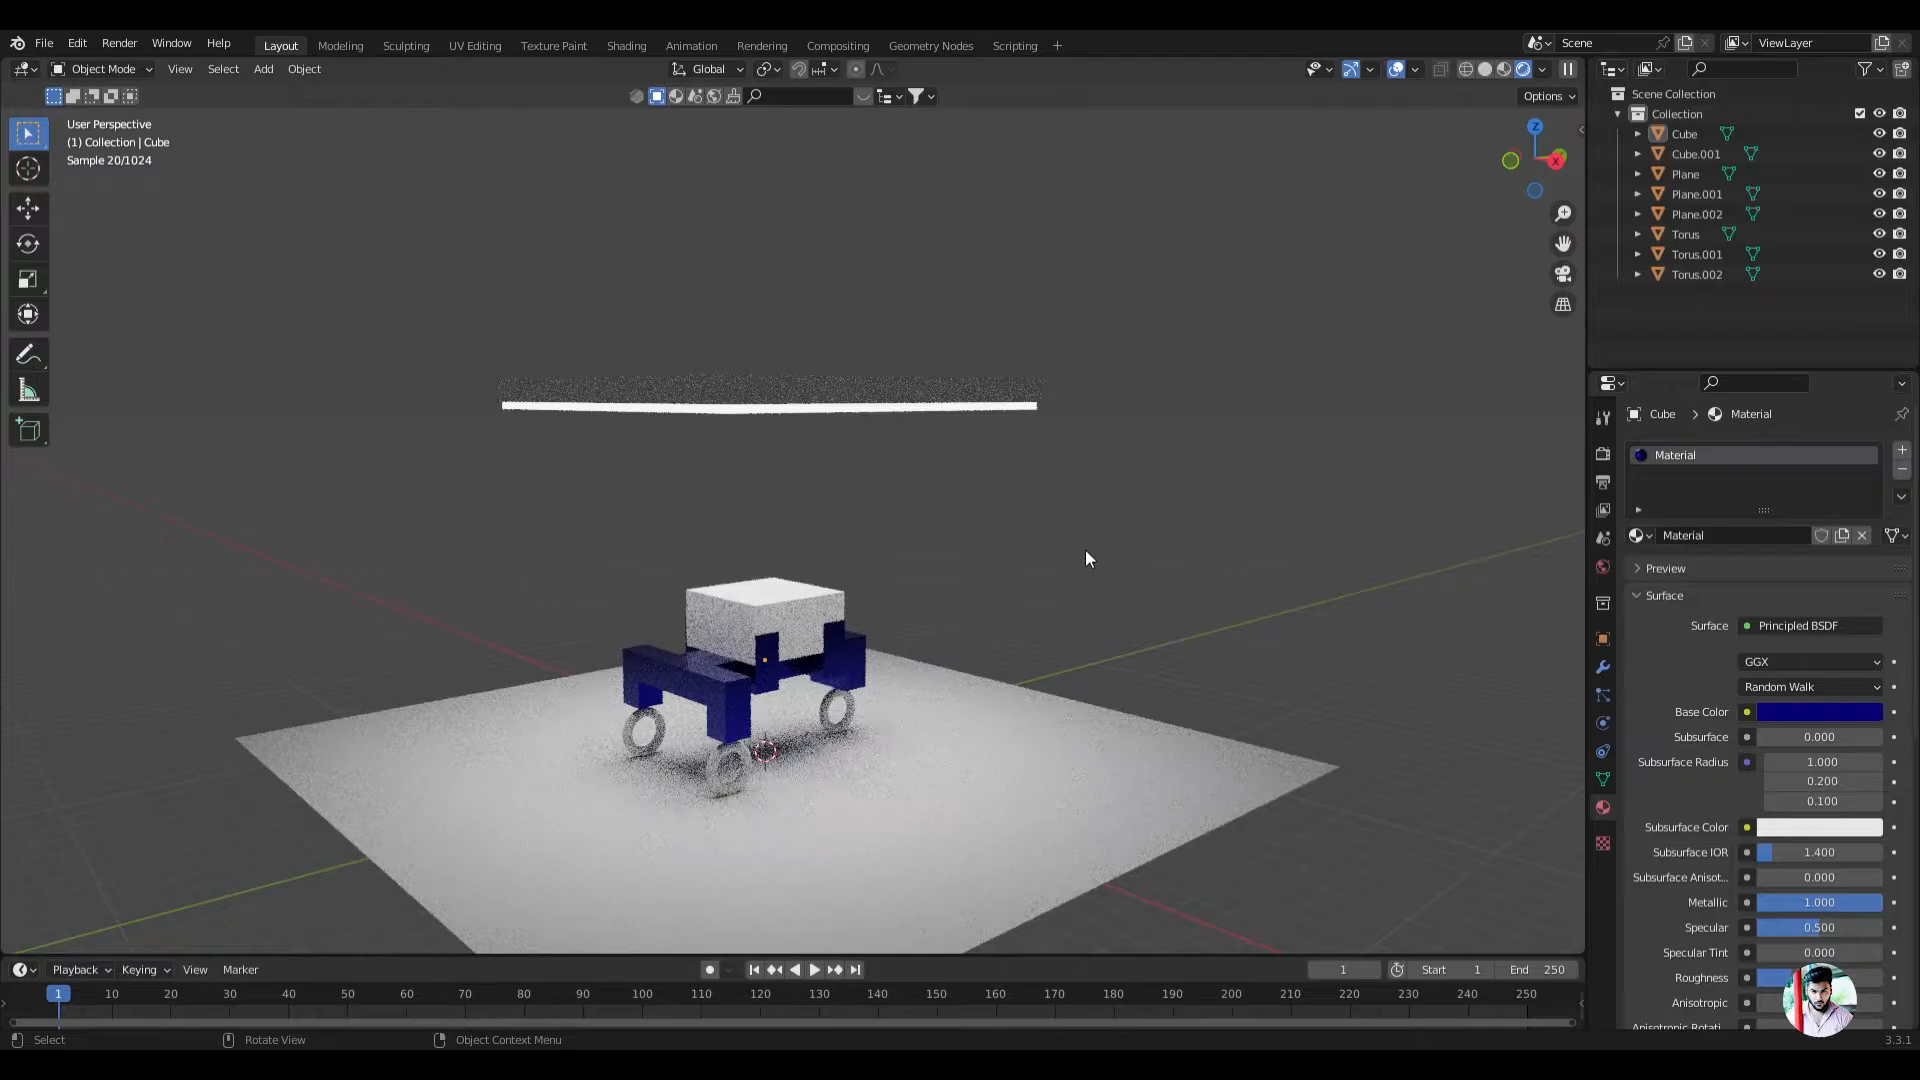 File Edit Render Window Help Layout Modeling Sculpting UV Editing Texture Paint Shading Animation Rendering Compositing Geometry Nodes Scripting + Scene ViewLayer
Object Mode View Select Add Object Global
Options
User Perspective
(1) Collection | Cube
Sample 20/1024
Z
X
Scene Collection
Collection
Cube
Cube.001
Plane
Plane.001
Plane.002
Torus
Torus.001
Torus.002
Cube > Material
Material
Material
Preview
Surface
Surface Principled BSDF
GGX
Random Walk
Base Color
Subsurface 0.000
Subsurface Radius 1.000
0.200
0.100
Subsurface Color
Subsurface IOR 1.400
Subsurface Anisot... 0.000
Metallic 1.000
Specular 0.500
Specular Tint 0.000
Roughness
Anisotropic
Anisotropic Rotati...
Playback Keying View Marker 1 Start 1 End 250
1 10 20 30 40 50 60 70 80 90 100 110 120 130 140 150 160 170 180 190 200 210 220 230 240 250
Select Rotate View Object Context Menu 3.3.1